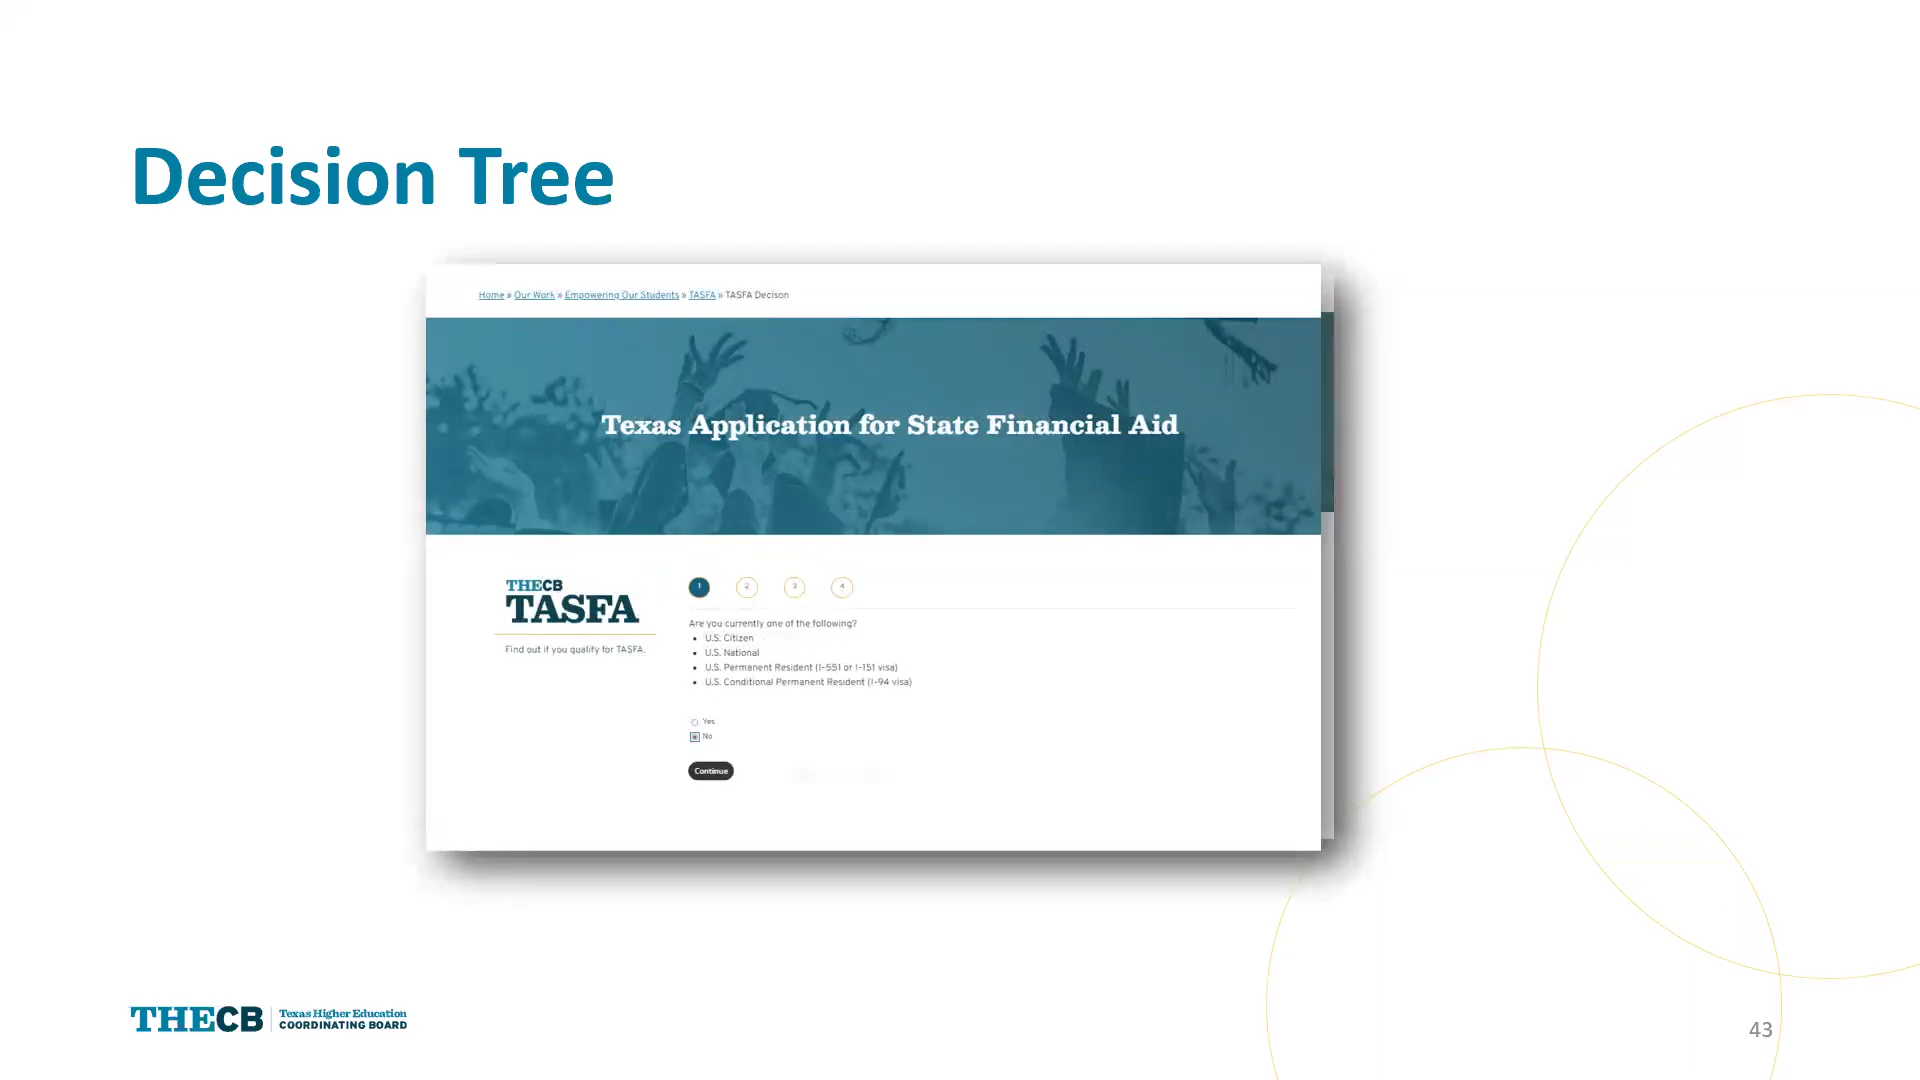 Decision Tree
Home » Our Work » Empowering Our Students » TASFA » TASFA Decison
Texas Application for State Financial Aid
THECB
TASFA
Find out if you qualify for TASFA.
1 2 3 4
Are you currently one of the following?
• U.S. Citizen
• U.S. National
• U.S. Permanent Resident (I-551 or I-151 visa)
• U.S. Conditional Permanent Resident (I-94 visa)
Yes
No
Continue
THECB
Texas Higher Education
COORDINATING BOARD
43